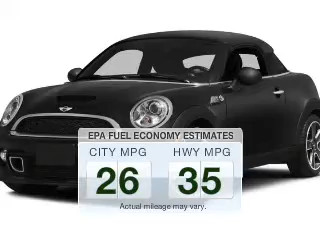 EPA FUEL ECONOMY ESTIMATES
CITY MPG HWY MPG
26 35
Actual mileage may vary.